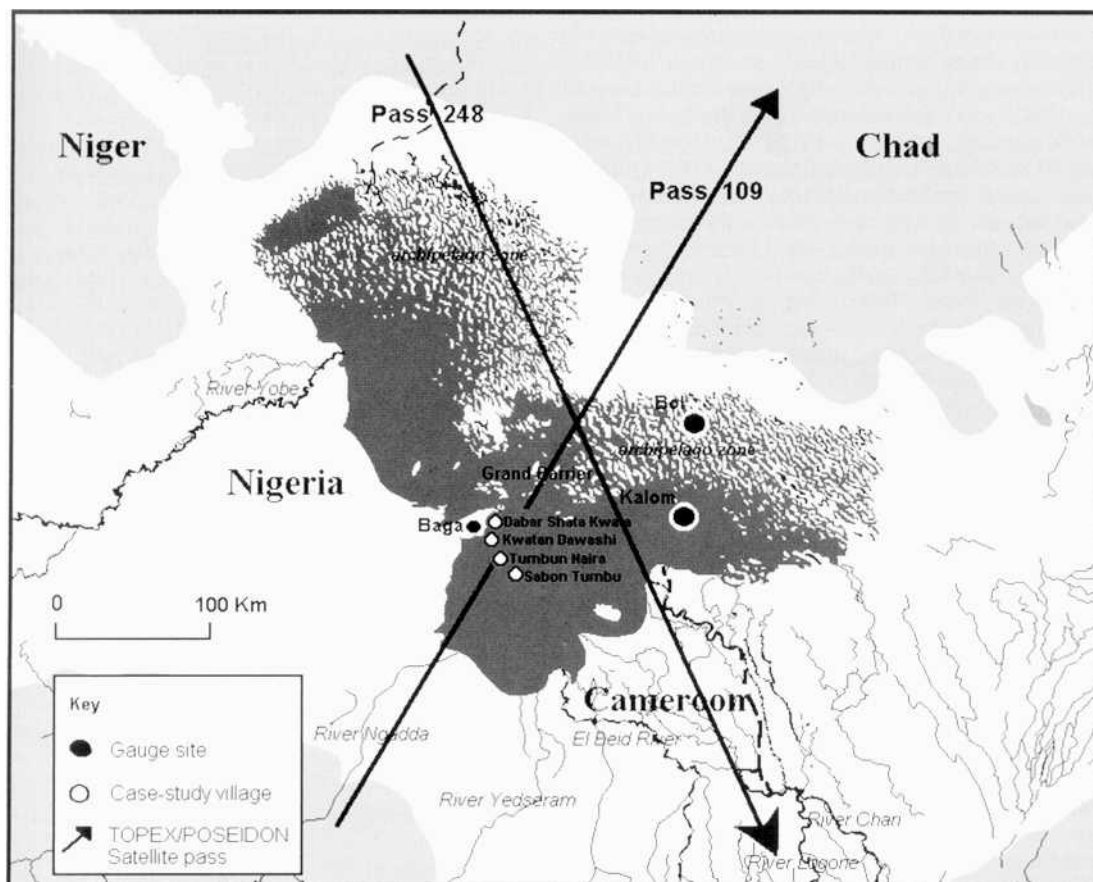 Pass 248
Niger
Chad
Pass 109
archipelago zone
River Yobe
Bol
archipelago zone
Grand Barrier
Nigeria
Kalom
Baga
Dabar Shata Kwata
Kwatan Dawashi
Tumbun Naira
Sabon Tumbu
0
100 Km
Cameroon
Key
River Ngadda
El Beid River
Gauge site
Case-study village
River Yedseram
River Chari
TOPEX/POSEIDON
Satellite pass
River Logone